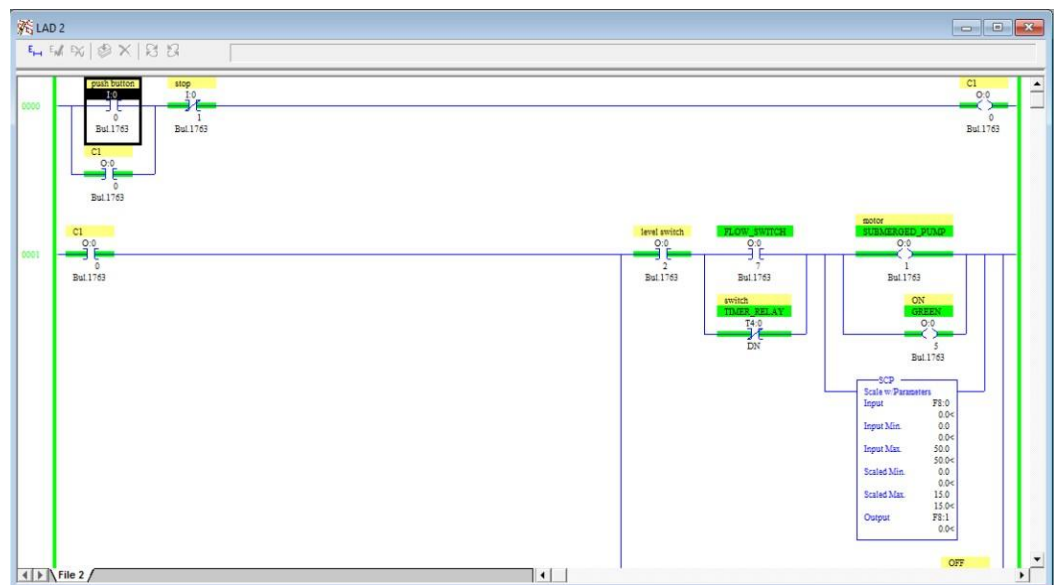 LAD 2
0000
push button
I:0
0
Bul.1763
stop
I:0
1
Bul.1763
C1
O:0
0
Bul.1763
C1
O:0
0
Bul.1763
0001
C1
O:0
0
Bul.1763
level switch
O:0
2
Bul.1763
FLOW_SWITCH
O:0
7
Bul.1763
switch
TIMER_RELAY
T4:0
DN
motor
SUBMERGED_PUMP
O:0
1
Bul.1763
ON
GREEN
O:0
5
Bul.1763
SCP
Scale w/Parameters
Input F8:0
0.0<
Input Min. 0.0
0.0<
Input Max. 50.0
50.0<
Scaled Min. 0.0
0.0<
Scaled Max. 15.0
15.0<
Output F8:1
0.0<
OFF
File 2